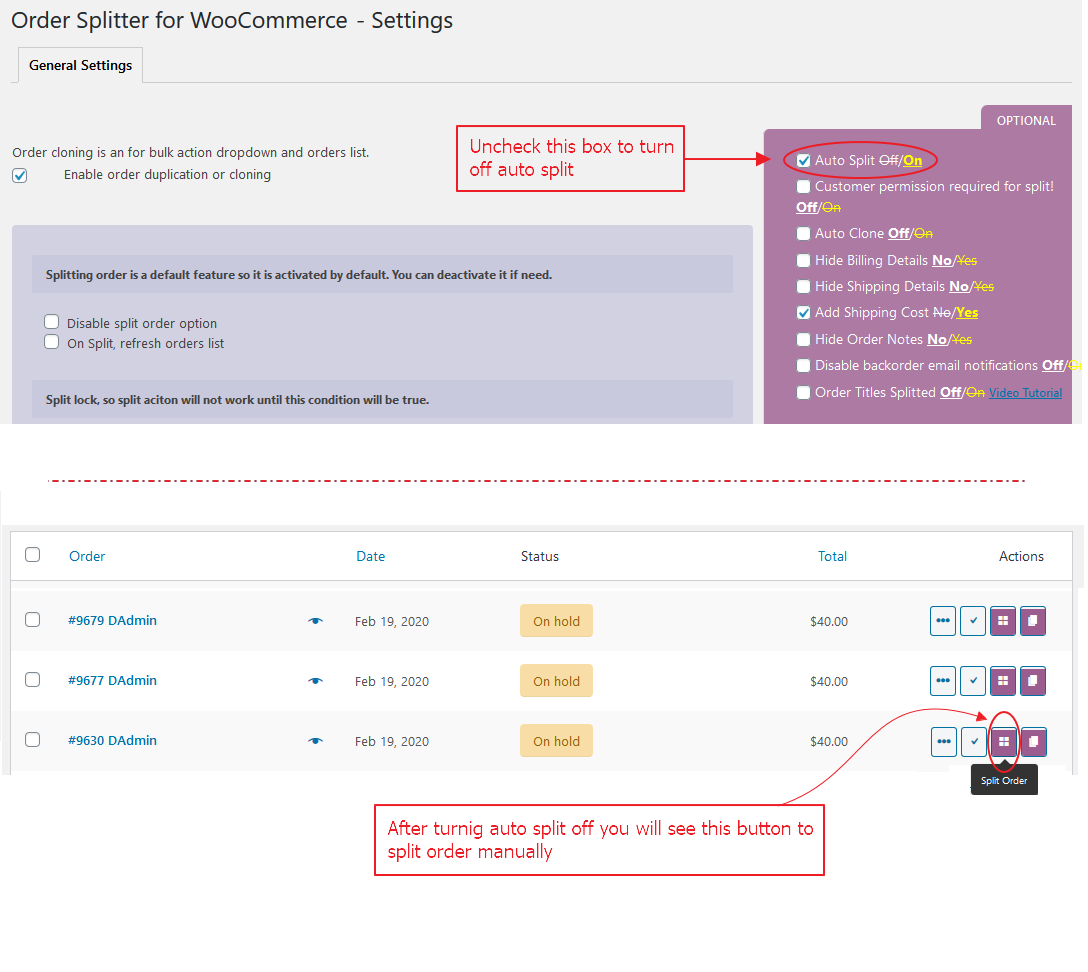 Order Splitter for WooCommerce - Settings
General Settings
OPTIONAL
Order cloning is an for bulk action dropdown and orders list.
Enable order duplication or cloning
Uncheck this box to turn
off auto split
Auto Split Off/On
Customer permission required for split!
Off/On
Auto Clone Off/On
Hide Billing Details No/Yes
Hide Shipping Details No/Yes
Add Shipping Cost No/Yes
Hide Order Notes No/Yes
Disable backorder email notifications Off/On
Order Titles Splitted Off/On Video Tutorial
Splitting order is a default feature so it is activated by default. You can deactivate it if need.
Disable split order option
On Split, refresh orders list
Split lock, so split aciton will not work until this condition will be true.
Order Date Status Total Actions
#9679 DAdmin Feb 19, 2020 On hold $40.00
#9677 DAdmin Feb 19, 2020 On hold $40.00
#9630 DAdmin Feb 19, 2020 On hold $40.00
Split Order
After turnig auto split off you will see this button to
split order manually